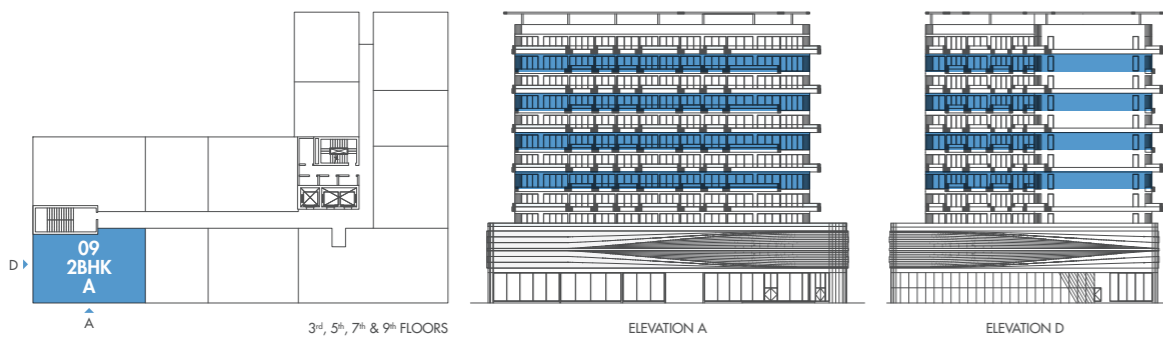 09
2BHK
A
D
A
3rd, 5th, 7th & 9th FLOORS
ELEVATION A
ELEVATION D